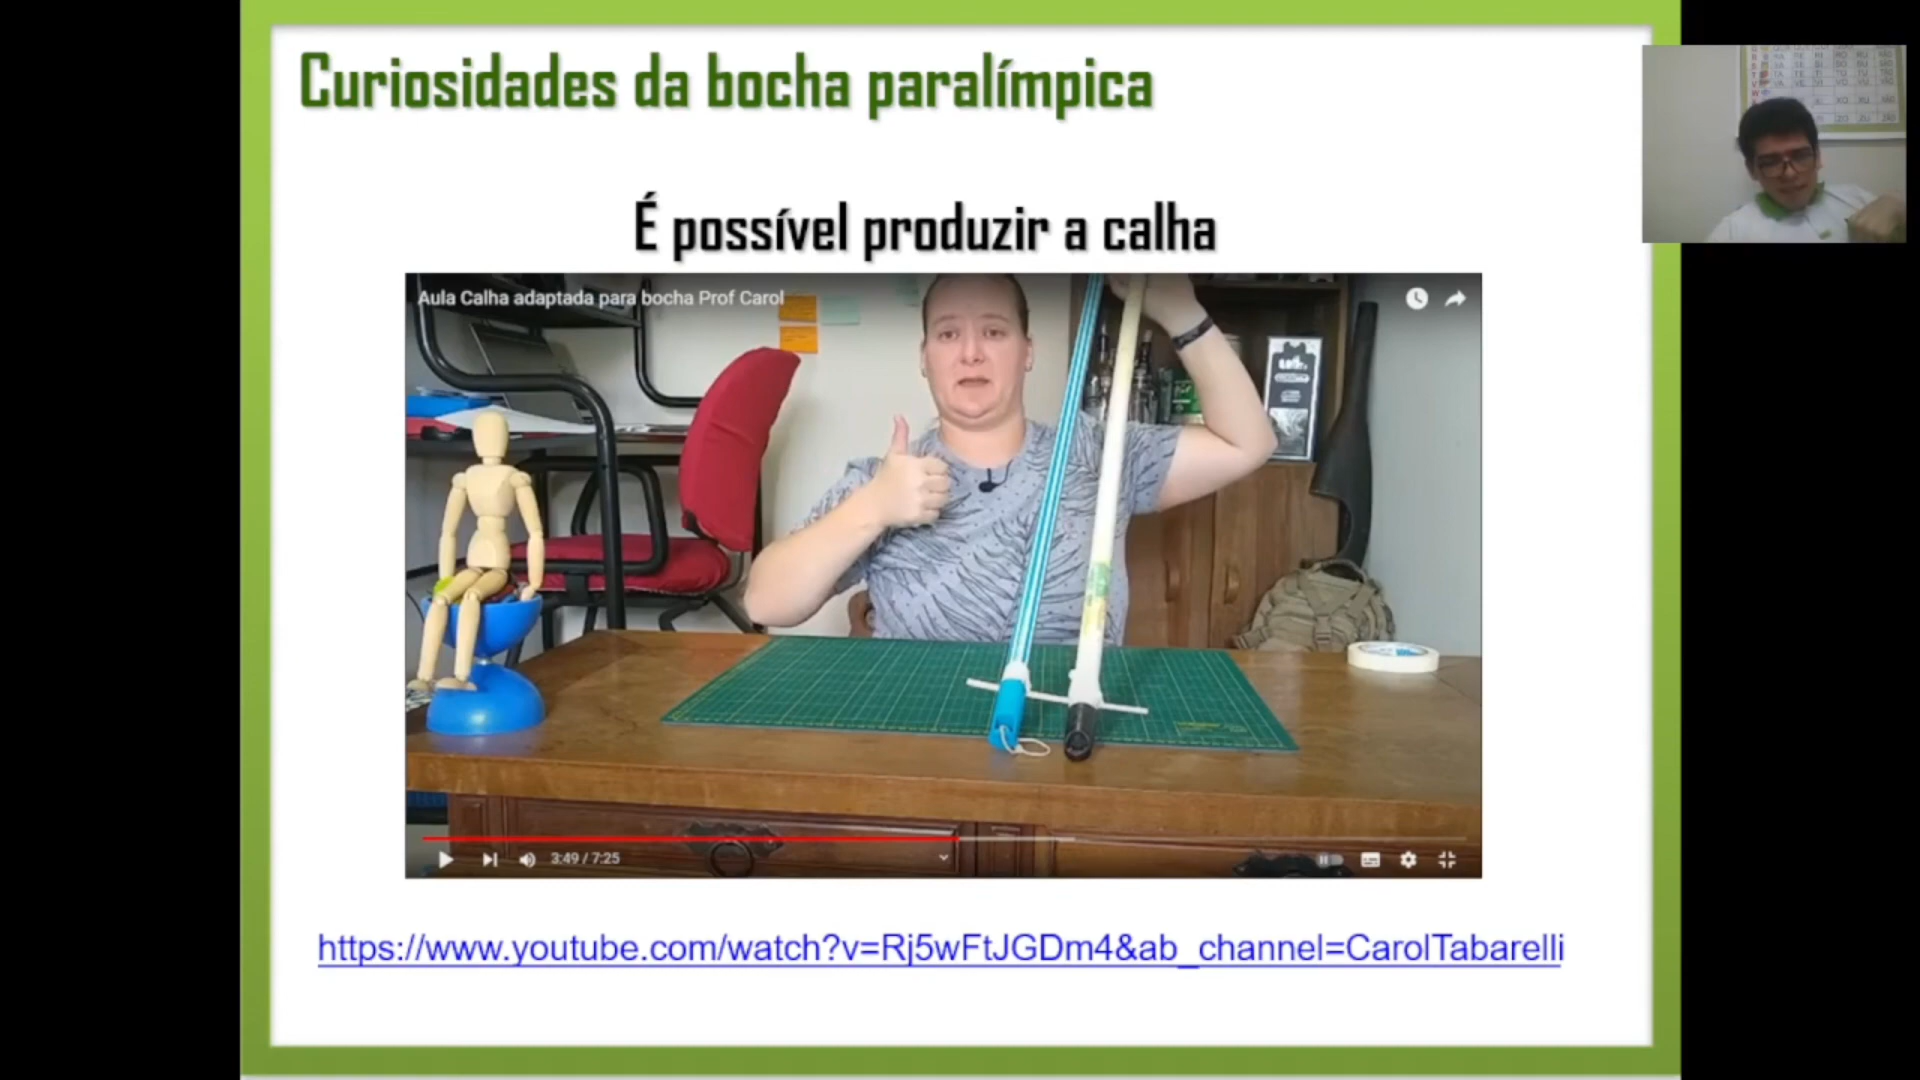 Curiosidades da bocha paralímpica
É possível produzir a calha
Aula Calha adaptada para bocha Prof Carol
3:49 / 7:25
https://www.youtube.com/watch?v=Rj5wFtJGDm4&ab_channel=CarolTabarelli